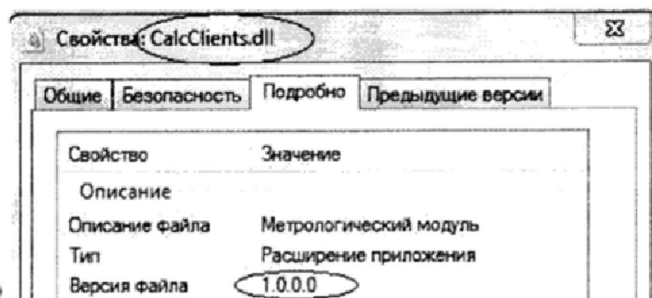 Свойства: CalcClients.dll
Общие Безопасность Подробно Предыдущие версии
Свойство Значение
Описание
Описание файла Метрологический модуль
Тип Расширение приложения
Версия файла 1.0.0.0